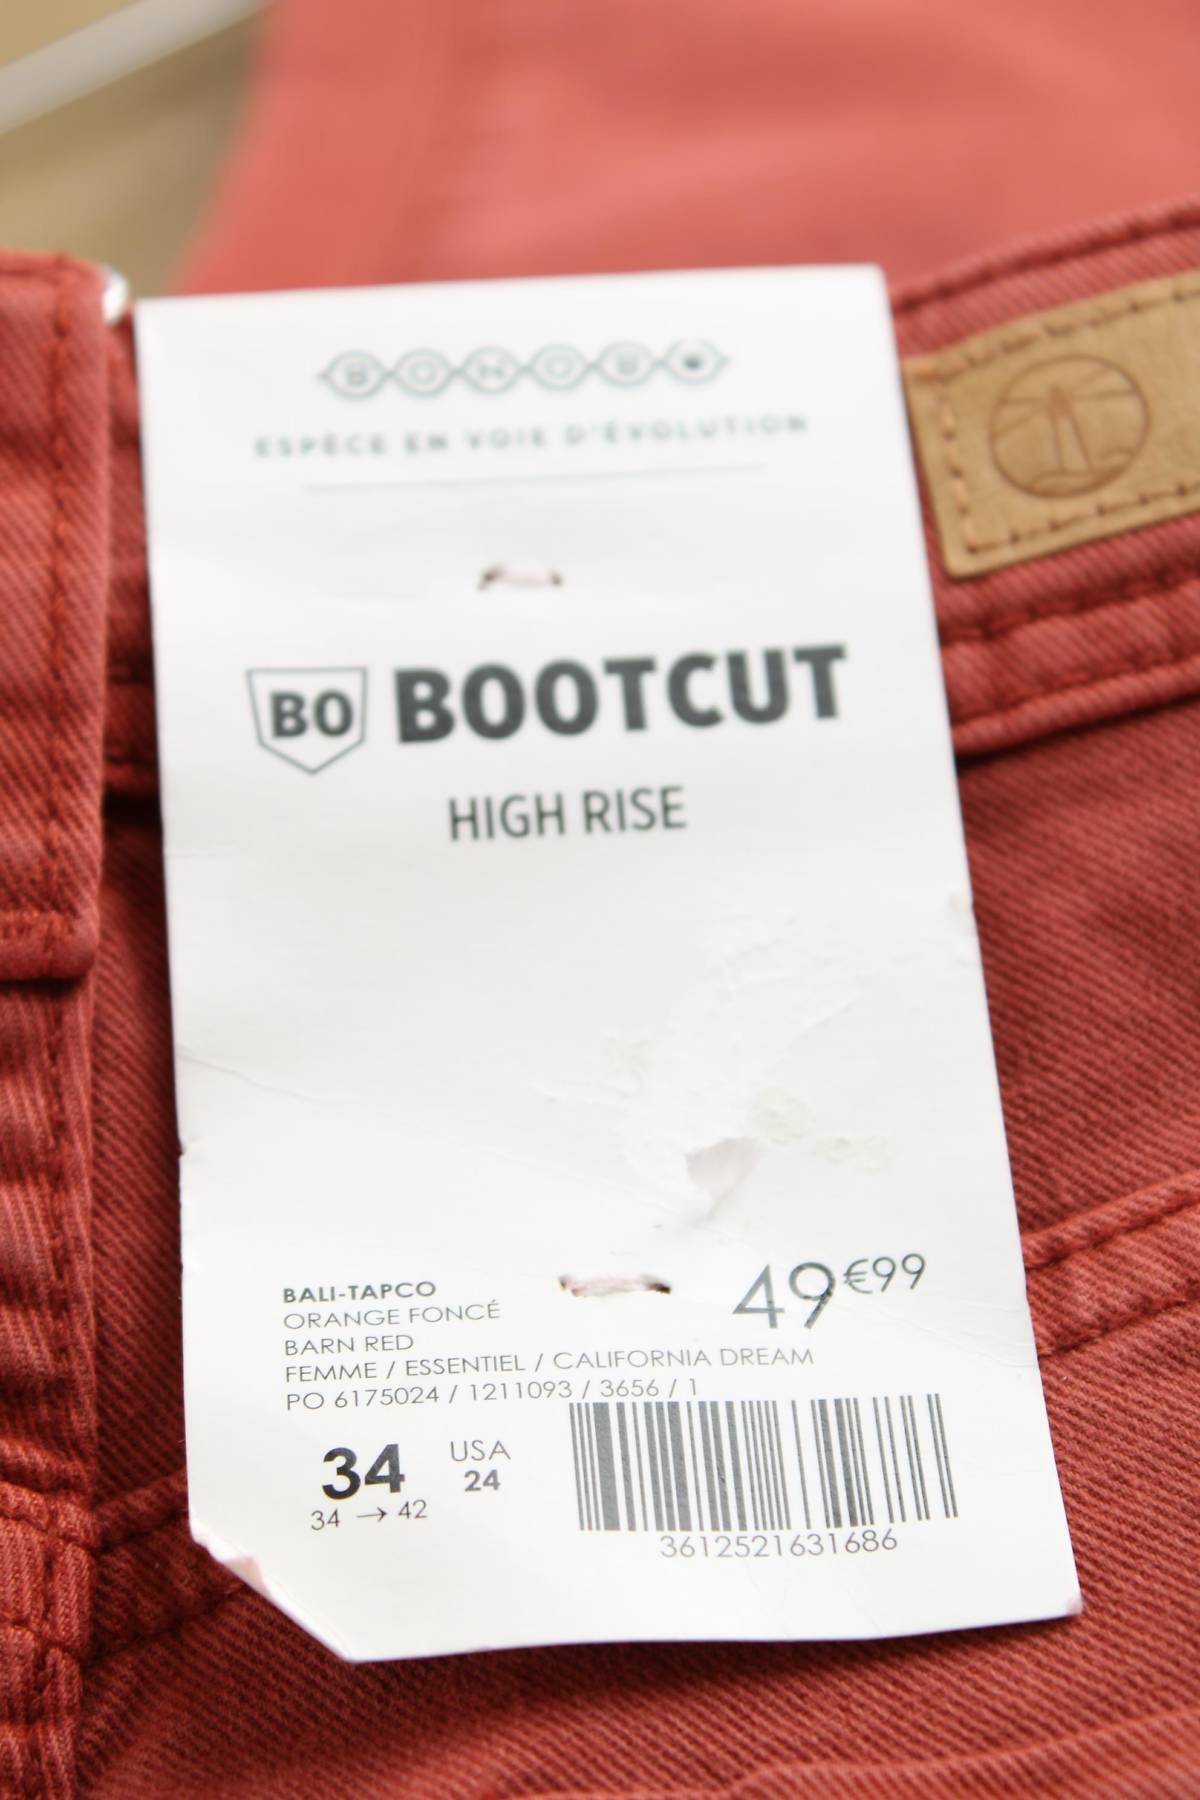 BONOBO
ESPÈCE EN VOIE D'ÉVOLUTION
BO BOOTCUT
HIGH RISE
BALI-TAPCO
ORANGE FONCÉ
BARN RED
FEMME / ESSENTIEL / CALIFORNIA DREAM
PO 6175024 / 1211093 / 3656 / 1
49€99
34 USA 24
34 → 42
3612521631686